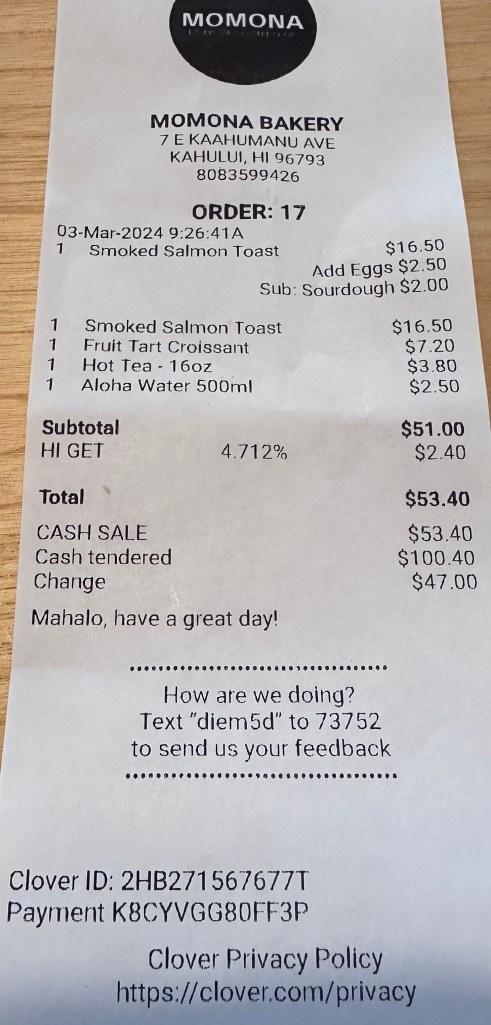 MOMONA
MOMONA BAKERY
7 E KAAHUMANU AVE
KAHULUI, HI 96793
8083599426
ORDER: 17
03-Mar-2024 9:26:41A
1 Smoked Salmon Toast $16.50
Add Eggs $2.50
Sub: Sourdough $2.00
1 Smoked Salmon Toast $16.50
1 Fruit Tart Croissant $7.20
1 Hot Tea - 16oz $3.80
1 Aloha Water 500ml $2.50
Subtotal $51.00
HI GET 4.712% $2.40
Total $53.40
CASH SALE $53.40
Cash tendered $100.40
Change $47.00
Mahalo, have a great day!
How are we doing?
Text "diem5d" to 73752
to send us your feedback
Clover ID: 2HB271567677T
Payment K8CYVGG80FF3P
Clover Privacy Policy
https://clover.com/privacy